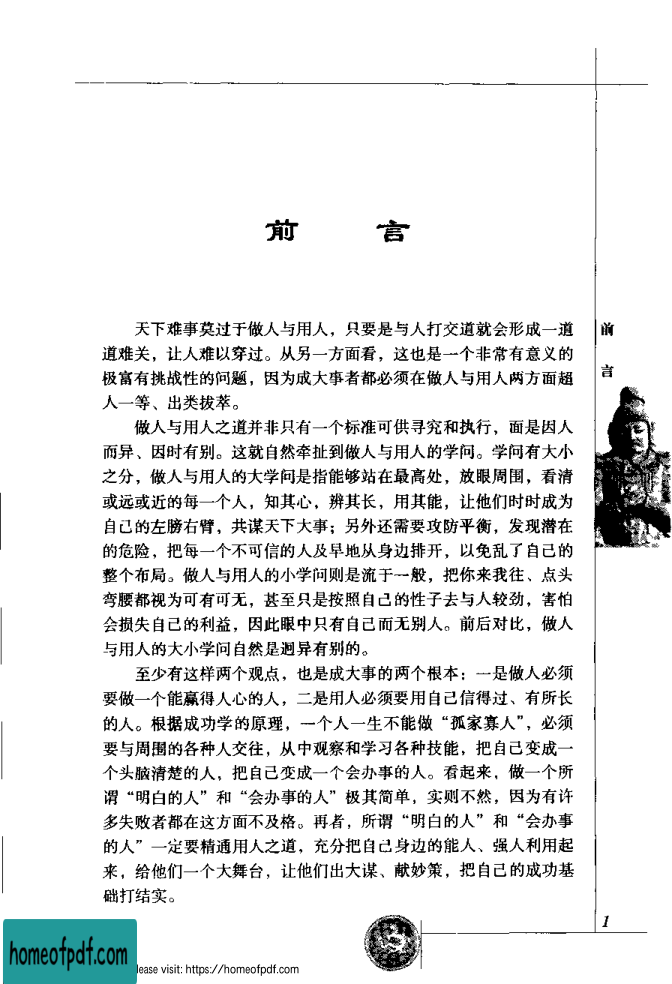 前 言
天下难事莫过于做人与用人，只要是与人打交道就会形成一道
道难关，让人难以穿过。从另一方面看，这也是一个非常有意义的
极富有挑战性的问题，因为成大事者都必须在做人与用人两方面超
人一等、出类拔萃。
做人与用人之道并非只有一个标准可供寻究和执行，而是因人
而异、因时有别。这就自然牵扯到做人与用人的学问。学问有大小
之分，做人与用人的大学问是指能够站在最高处，放眼周围，看清
或远或近的每一个人，知其心，辨其长，用其能，让他们时时成为
自己的左膀右臂，共谋天下大事；另外还需要攻防平衡，发现潜在
的危险，把每一个不可信的人及早地从身边排开，以免乱了自己的
整个布局。做人与用人的小学问则是流于一般，把你来我往、点头
弯腰都视为可有可无，甚至只是按照自己的性子去与人较劲，害怕
会损失自己的利益，因此眼中只有自己而无别人。前后对比，做人
与用人的大小学问自然是迥异有别的。
至少有这样两个观点，也是成大事的两个根本：一是做人必须
要做一个能赢得人心的人，二是用人必须要用自己信得过、有所长
的人。根据成功学的原理，一个人一生不能做“孤家寡人”，必须
要与周围的各种人交往，从中观察和学习各种技能，把自己变成一
个头脑清楚的人，把自己变成一个会办事的人。看起来，做一个所
谓“明白的人”和“会办事的人”极其简单，实则不然，因为有许
多失败者都在这方面不及格。再者，所谓“明白的人”和“会办事
的人”一定要精通用人之道，充分把自己身边的能人、强人利用起
来，给他们一个大舞台，让他们出大谋、献妙策，把自己的成功基
础打结实。
前
言
1
homeofpdf.com
lease visit: https://homeofpdf.com